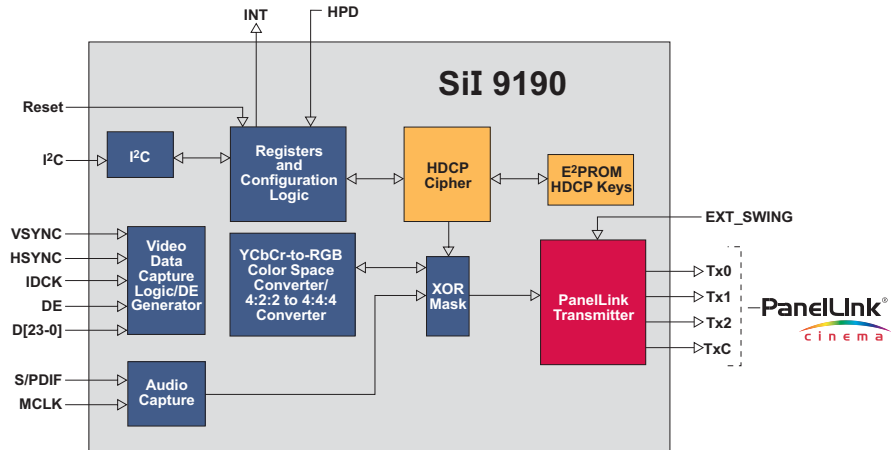 INT
HPD
SiI 9190
Reset
I²C
I²C
Registers
and
Configuration
Logic
HDCP
Cipher
E²PROM
HDCP Keys
EXT_SWING
VSYNC
HSYNC
IDCK
DE
D[23-0]
Video
Data
Capture
Logic/DE
Generator
YCbCr-to-RGB
Color Space
Converter/
4:2:2 to 4:4:4
Converter
XOR
Mask
PanelLink
Transmitter
Tx0
Tx1
Tx2
TxC
PanelLink®
cinema
S/PDIF
MCLK
Audio
Capture